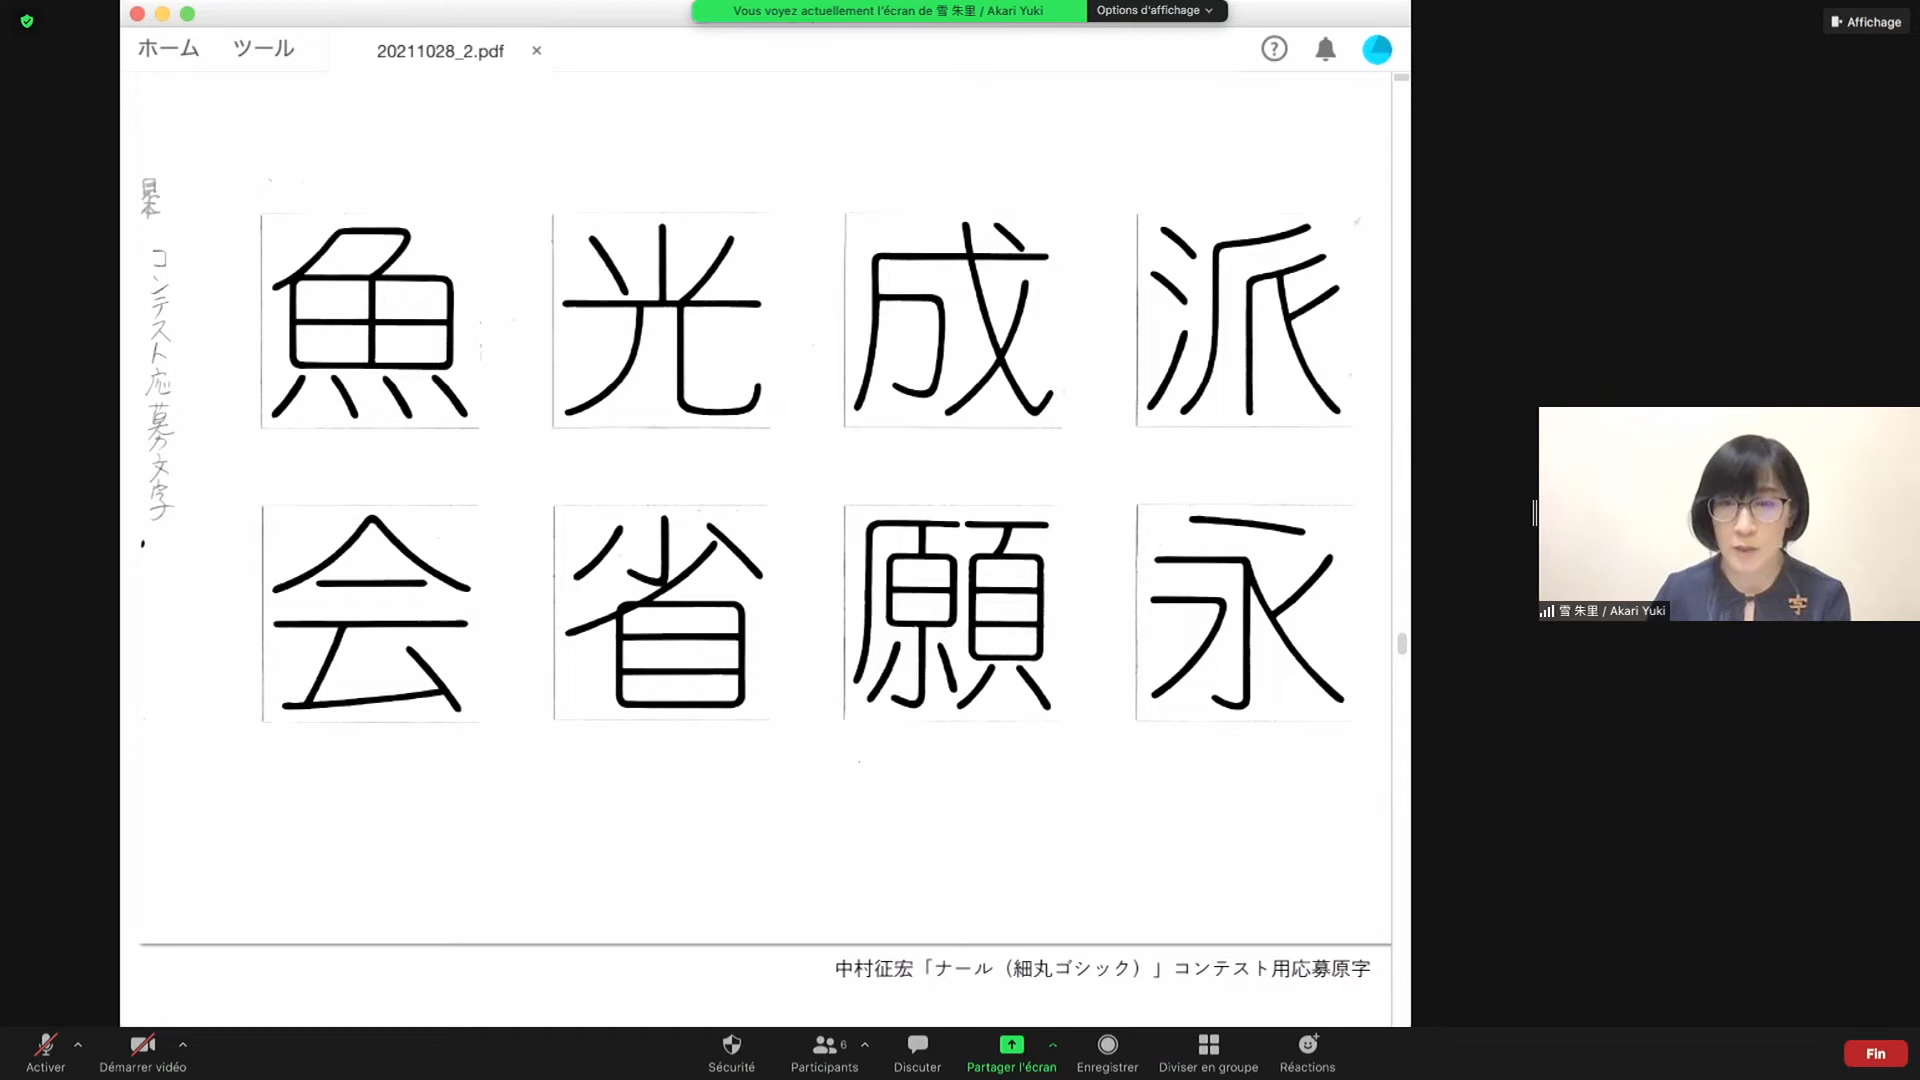 Vous voyez actuellement l'écran de 雪 朱里 / Akari Yuki
Options d'affichage
Affichage
ホーム
ツール
20211028_2.pdf
見本 コンテスト応募文字
魚 光 成 派
会 省 願 永
中村征宏「ナール（細丸ゴシック）」コンテスト用応募原字
字
雪 朱里 / Akari Yuki
Activer
Démarrer vidéo
Sécurité
6
Participants
Discuter
Partager l'écran
Enregistrer
Diviser en groupe
Réactions
Fin